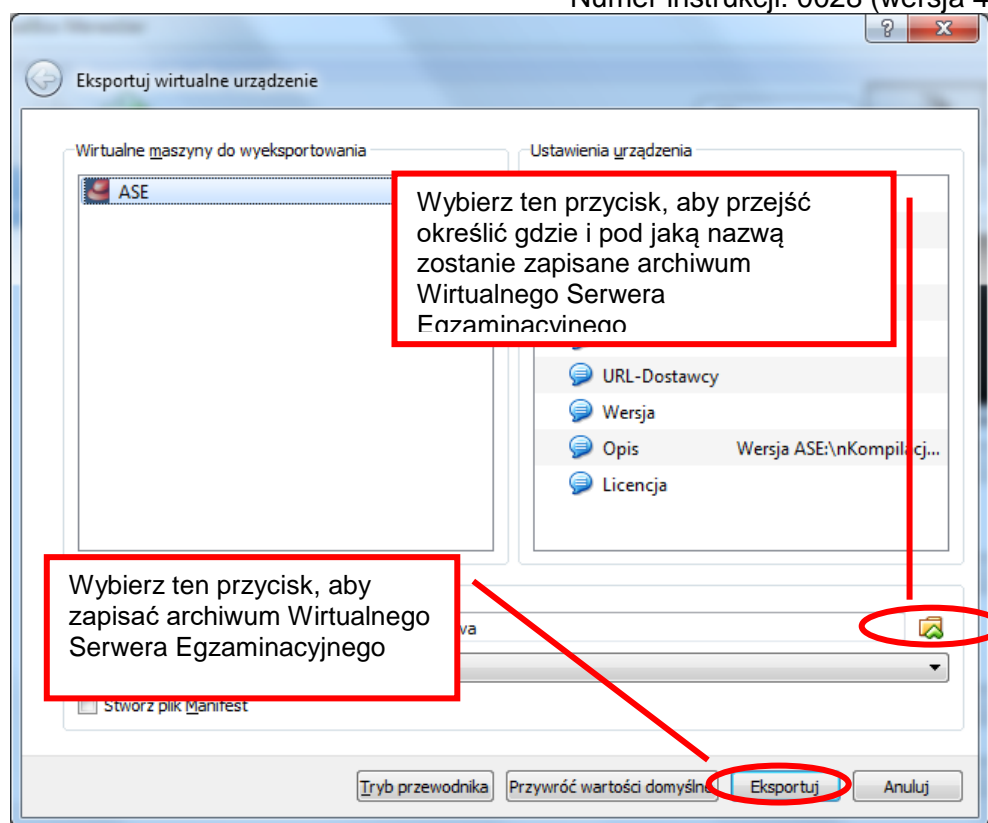 Numer instrukcji: 0028 (wersja 4
Eksportuj wirtualne urządzenie
Wirtualne maszyny do wyeksportowania
Ustawienia urządzenia
ASE
Wybierz ten przycisk, aby przejść
określić gdzie i pod jaką nazwą
zostanie zapisane archiwum
Wirtualnego Serwera
Egzaminacyjnego
URL-Dostawcy
Wersja
Opis Wersja ASE:\nKompilacj...
Licencja
Wybierz ten przycisk, aby
zapisać archiwum Wirtualnego
Serwera Egzaminacyjnego
va
Stwórz plik Manifest
Tryb przewodnika Przywróć wartości domyślne Eksportuj Anuluj